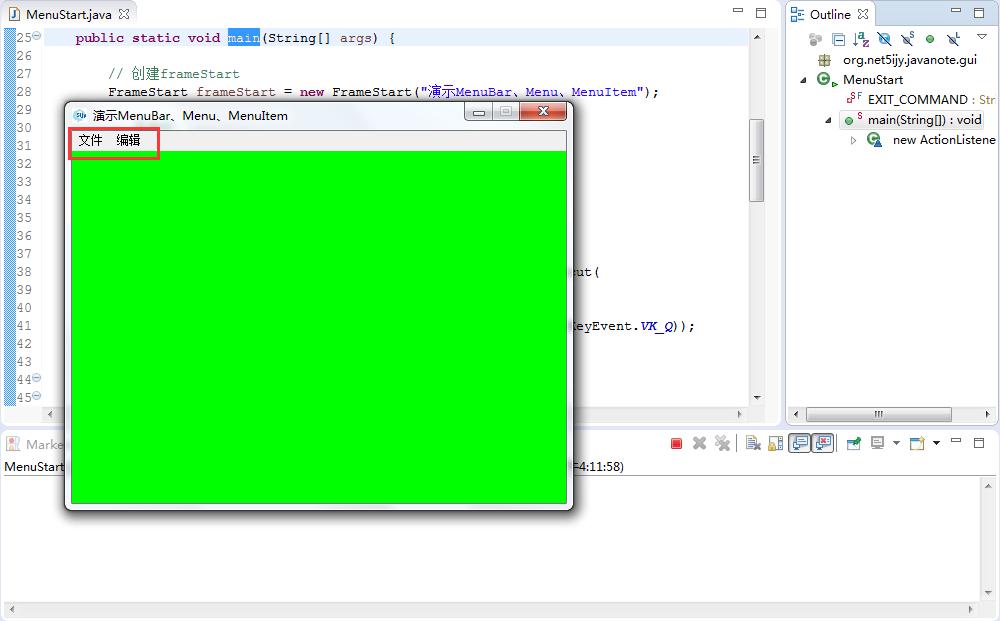 MenuStart.java
25 public static void main(String[] args) {
26
27 // 创建frameStart
28 FrameStart frameStart = new FrameStart("演示MenuBar、Menu、MenuItem");
29
30
31
32
33
34
35
36
37
38 ut(
39
40
41 KeyEvent.VK_Q));
42
43
44
45
演示MenuBar、Menu、MenuItem
文件 编辑
Outline
org.net5ijy.javanote.gui
MenuStart
EXIT_COMMAND : Str
main(String[]) : void
new ActionListene
Marke
MenuStart
4:11:58)